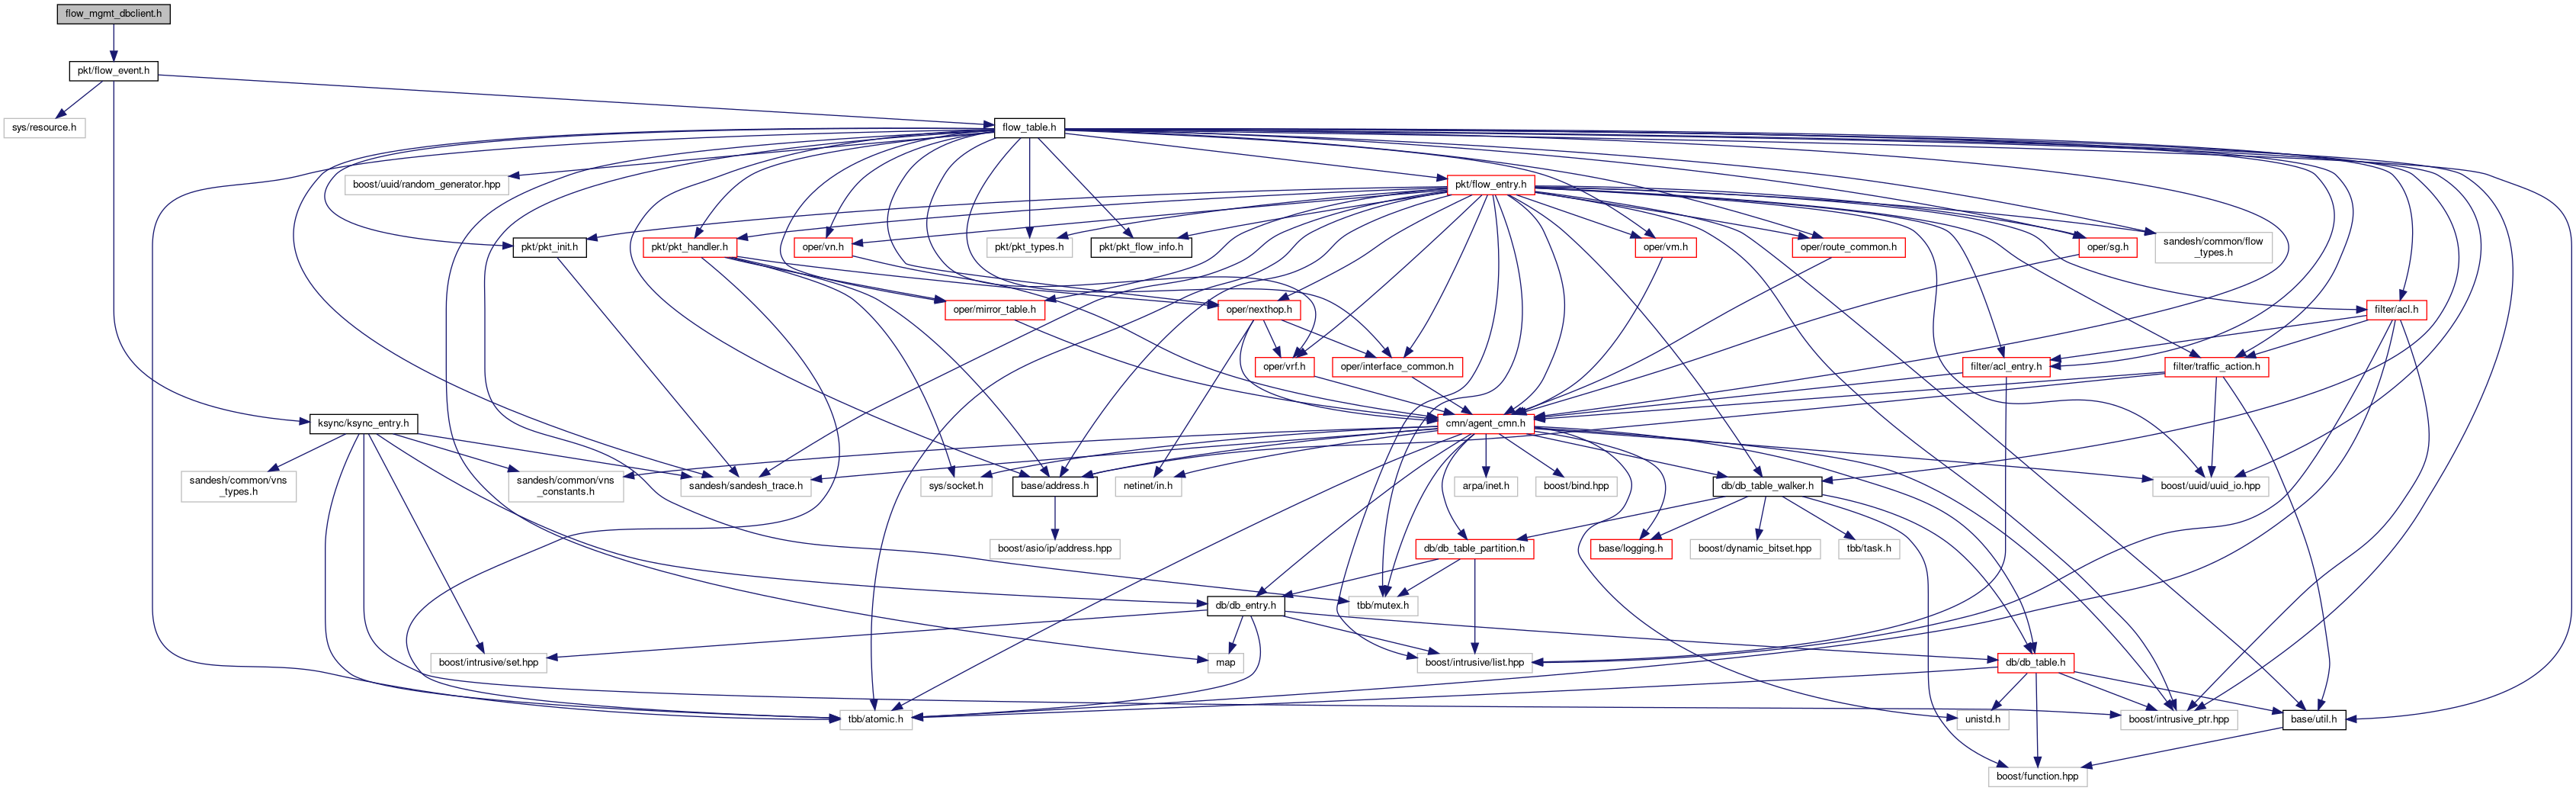 flow_mgmt_dbclient.h
pkt/flow_event.h
sys/resource.h
flow_table.h
boost/uuid/random_generator.hpp
pkt/flow_entry.h
pkt/pkt_init.h
pkt/pkt_handler.h
oper/vn.h
pkt/pkt_types.h
pkt/pkt_flow_info.h
oper/vm.h
oper/route_common.h
oper/sg.h
sandesh/common/flow
_types.h
oper/mirror_table.h
oper/nexthop.h
filter/acl.h
oper/vrf.h
oper/interface_common.h
filter/acl_entry.h
filter/traffic_action.h
ksync/ksync_entry.h
cmn/agent_cmn.h
sandesh/common/vns
_types.h
sandesh/common/vns
_constants.h
sandesh/sandesh_trace.h
sys/socket.h
base/address.h
netinet/in.h
arpa/inet.h
boost/bind.hpp
db/db_table_walker.h
boost/uuid/uuid_io.hpp
boost/asio/ip/address.hpp
db/db_table_partition.h
base/logging.h
boost/dynamic_bitset.hpp
tbb/task.h
db/db_entry.h
tbb/mutex.h
boost/intrusive/set.hpp
map
boost/intrusive/list.hpp
db/db_table.h
tbb/atomic.h
unistd.h
boost/intrusive_ptr.hpp
base/util.h
boost/function.hpp